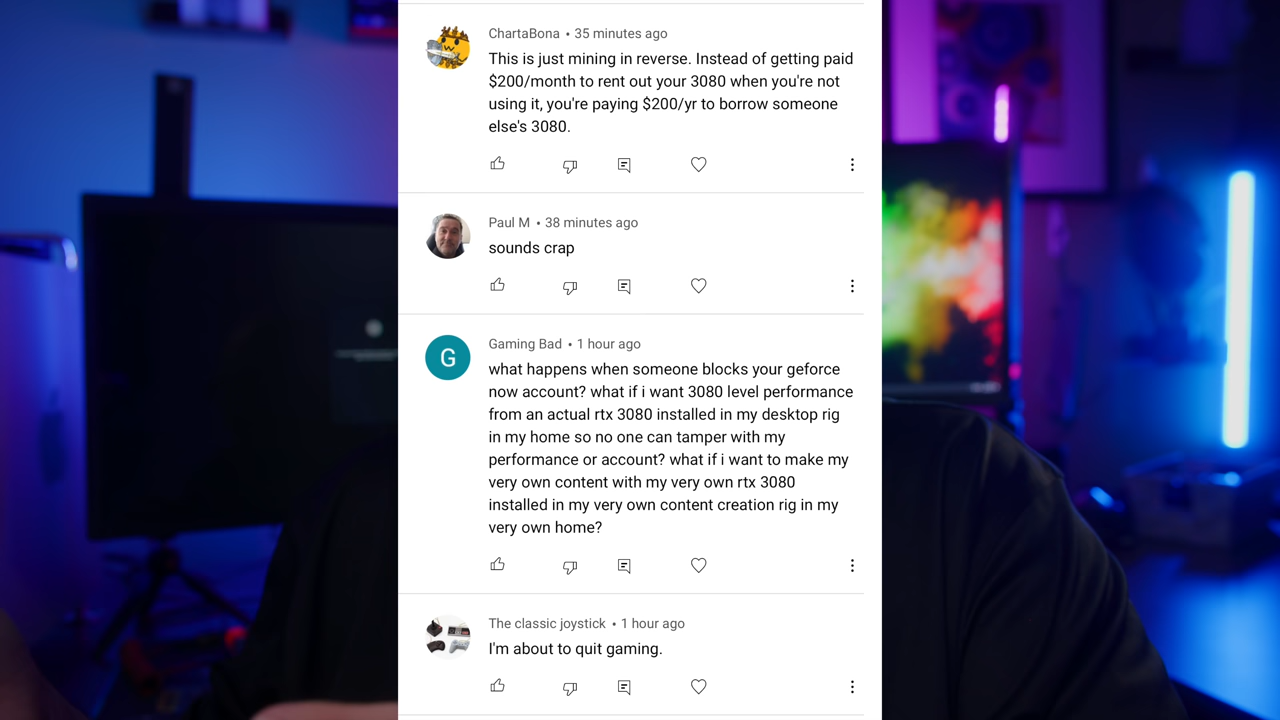 ChartaBona • 35 minutes ago
This is just mining in reverse. Instead of getting paid
$200/month to rent out your 3080 when you're not
using it, you're paying $200/yr to borrow someone
else's 3080.
Paul M • 38 minutes ago
sounds crap
G
Gaming Bad • 1 hour ago
what happens when someone blocks your geforce
now account? what if i want 3080 level performance
from an actual rtx 3080 installed in my desktop rig
in my home so no one can tamper with my
performance or account? what if i want to make my
very own content with my very own rtx 3080
installed in my very own content creation rig in my
very own home?
The classic joystick • 1 hour ago
I'm about to quit gaming.